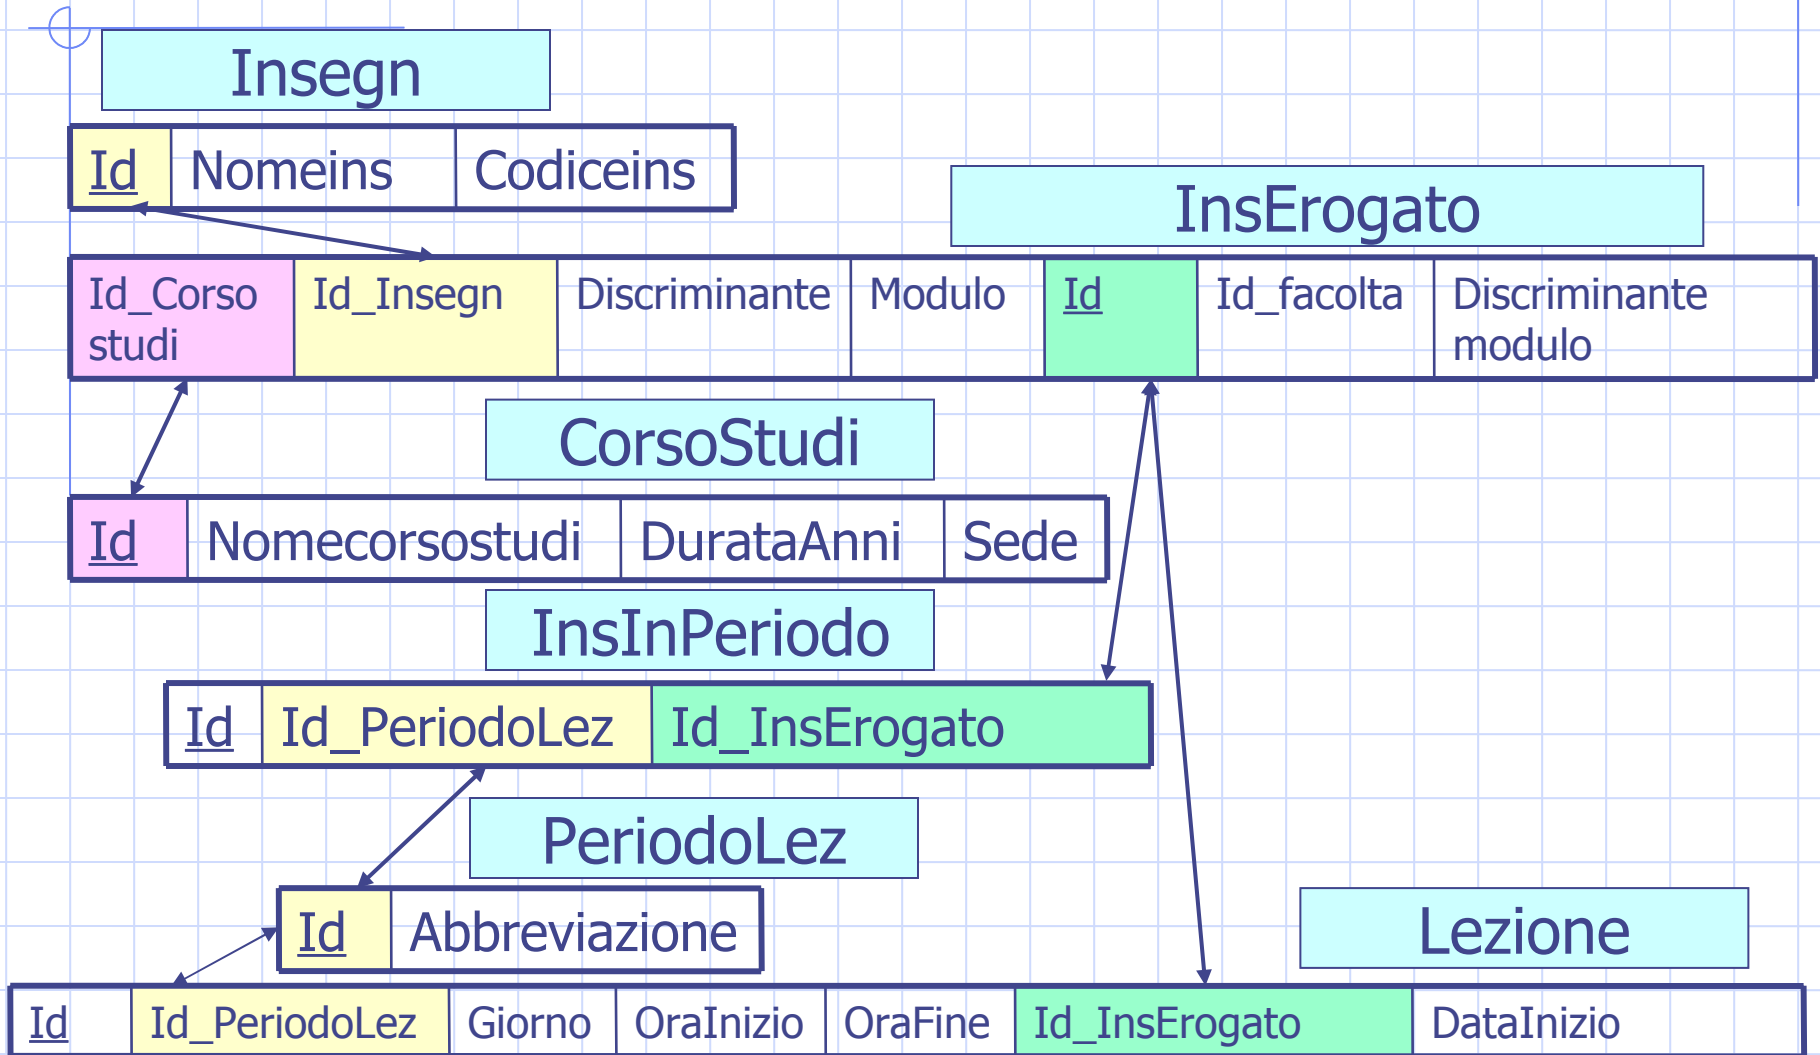 Insegn
Id Nomeins Codiceins
InsErogato
Id_Corso Id_Insegn Discriminante Modulo Id Id_facolta Discriminante
studi modulo
CorsoStudi
Id Nomecorsostudi DurataAnni Sede
InsInPeriodo
Id Id_PeriodoLez Id_InsErogato
PeriodoLez
Id Abbreviazione
Lezione
Id Id_PeriodoLez Giorno OraInizio OraFine Id_InsErogato DataInizio